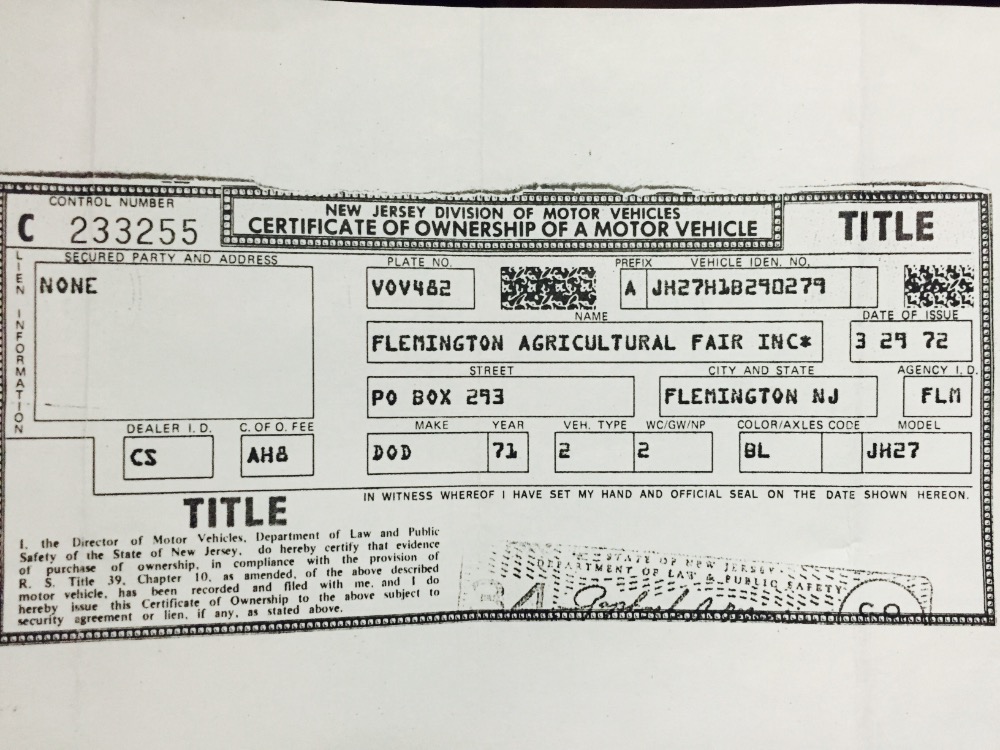 CONTROL NUMBER
C 233255
NEW JERSEY DIVISION OF MOTOR VEHICLES
CERTIFICATE OF OWNERSHIP OF A MOTOR VEHICLE
TITLE
LIEN INFORMATION
SECURED PARTY AND ADDRESS
NONE
PLATE NO.
VOV482
PREFIX VEHICLE IDEN. NO.
A JH27H1B290279
NAME
FLEMINGTON AGRICULTURAL FAIR INC*
DATE OF ISSUE
3 29 72
STREET
PO BOX 293
CITY AND STATE
FLEMINGTON NJ
AGENCY I.D.
FLM
DEALER I.D.
CS
C. OF O. FEE
AH8
MAKE
DOD
YEAR
71
VEH. TYPE
2
WC/GW/NP
2
COLOR/AXLES CODE
BL
MODEL
JH27
IN WITNESS WHEREOF I HAVE SET MY HAND AND OFFICIAL SEAL ON THE DATE SHOWN HEREON.
TITLE
I, the Director of Motor Vehicles, Department of Law and Public
Safety of the State of New Jersey, do hereby certify that evidence
of purchase of ownership, in compliance with the provision of
R. S. Title 39, Chapter 10, as amended, of the above described
motor vehicle, has been recorded and filed with me, and I do
hereby issue this Certificate of Ownership to the above subject to
security agreement or lien, if any, as stated above.
STATE OF NEW JERSEY
DEPARTMENT OF LAW & PUBLIC SAFETY